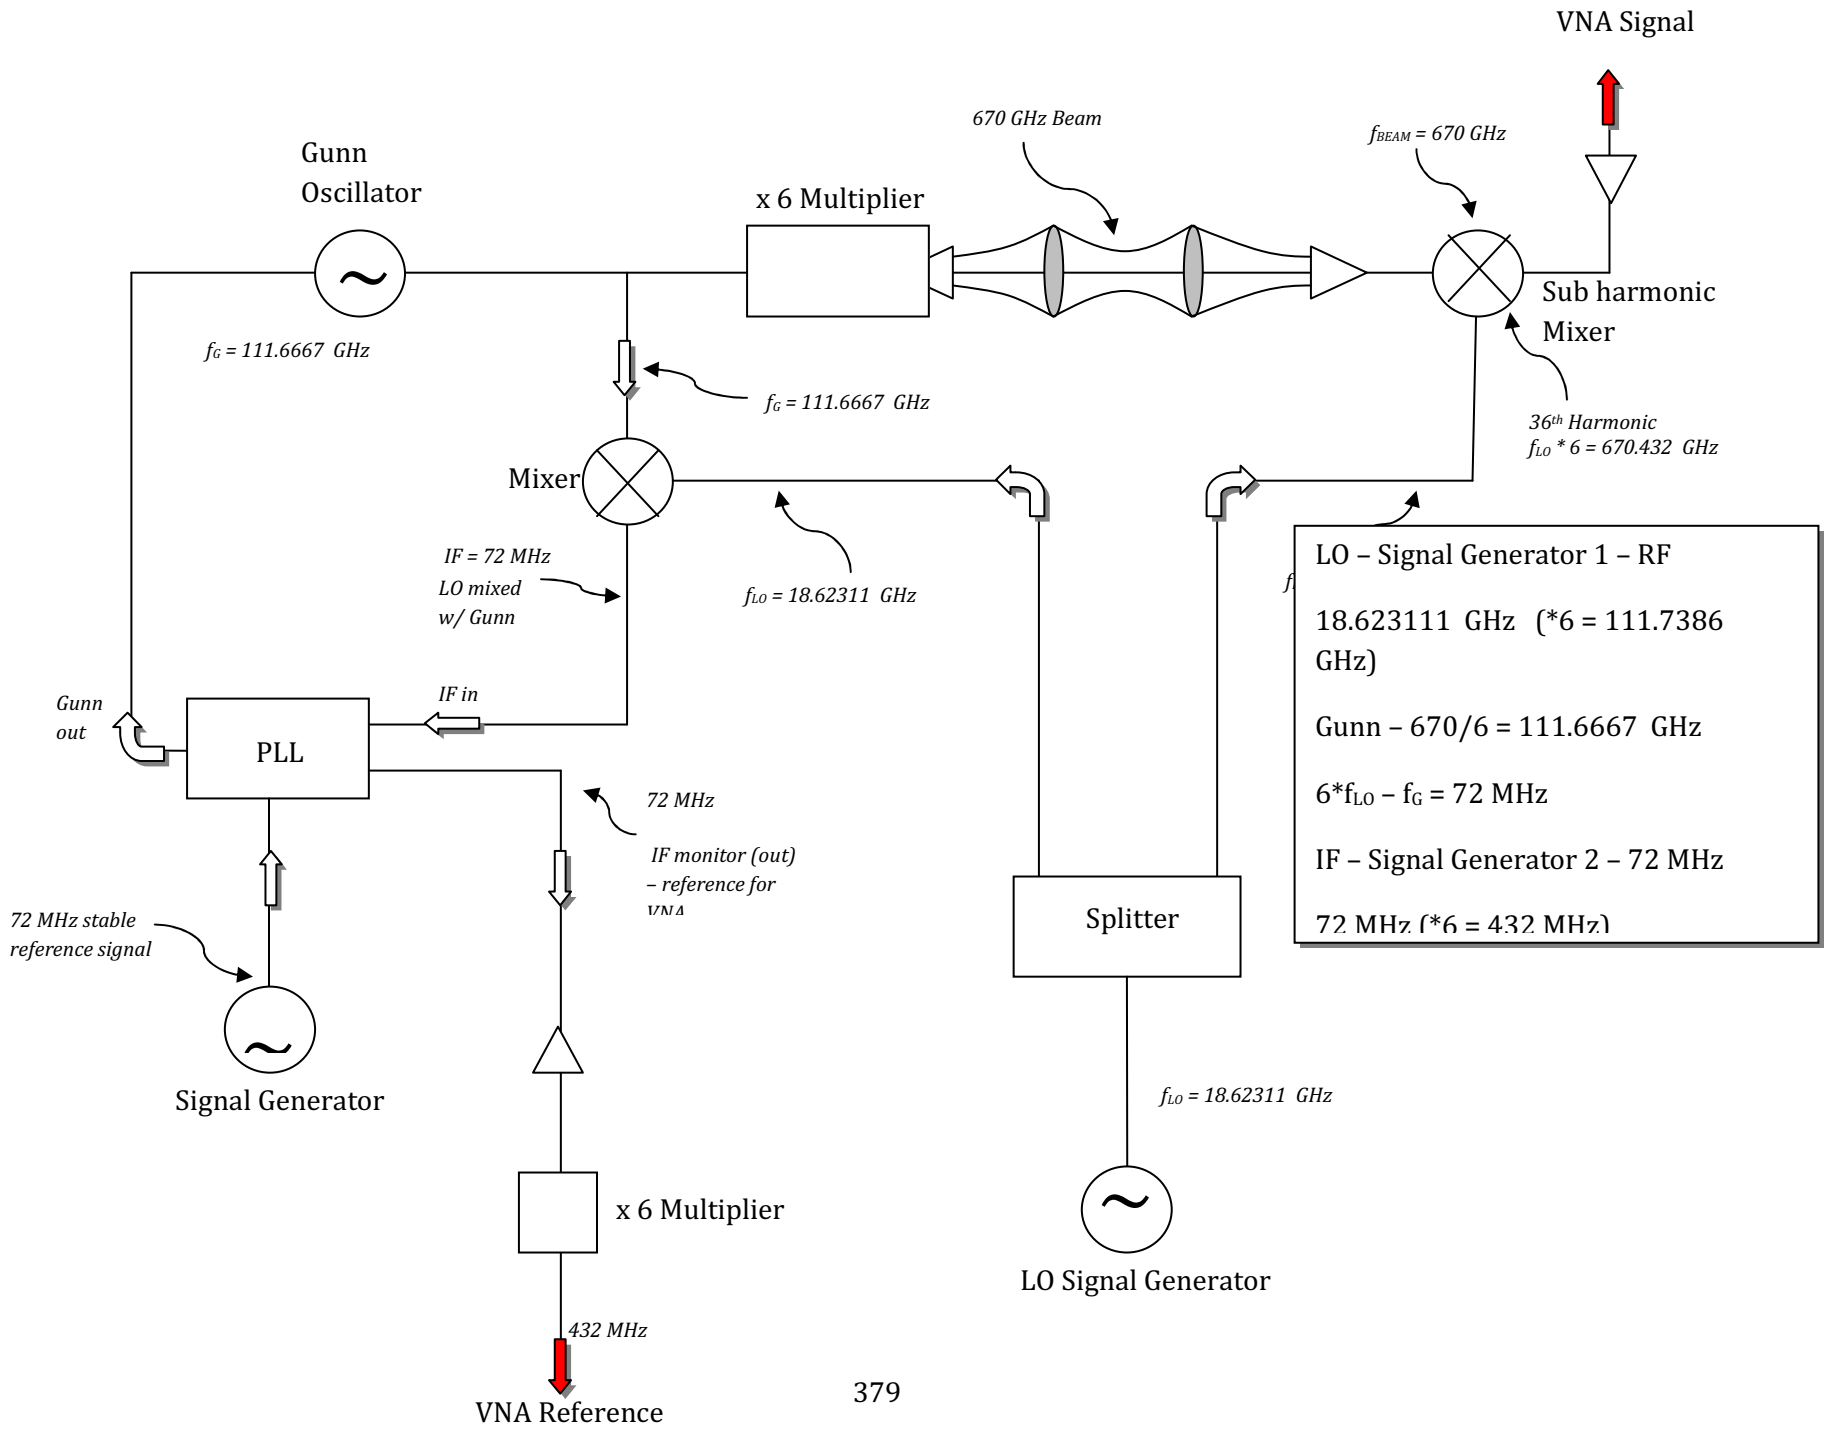 VNA Signal
670 GHz Beam
fBEAM = 670 GHz
Gunn
Oscillator
x 6 Multiplier
Sub harmonic
Mixer
fG = 111.6667 GHz
fG = 111.6667 GHz
36th Harmonic
fLO * 6 = 670.432 GHz
Mixer
IF = 72 MHz
LO mixed
w/ Gunn
fLO = 18.62311 GHz
f
LO – Signal Generator 1 – RF
18.623111 GHz (*6 = 111.7386
GHz)
Gunn – 670/6 = 111.6667 GHz
6*fLO – fG = 72 MHz
IF – Signal Generator 2 – 72 MHz
72 MHz (*6 = 432 MHz)
IF in
Gunn
out
PLL
72 MHz
IF monitor (out)
– reference for
VNA
72 MHz stable
reference signal
Splitter
Signal Generator
fLO = 18.62311 GHz
x 6 Multiplier
LO Signal Generator
432 MHz
379
VNA Reference